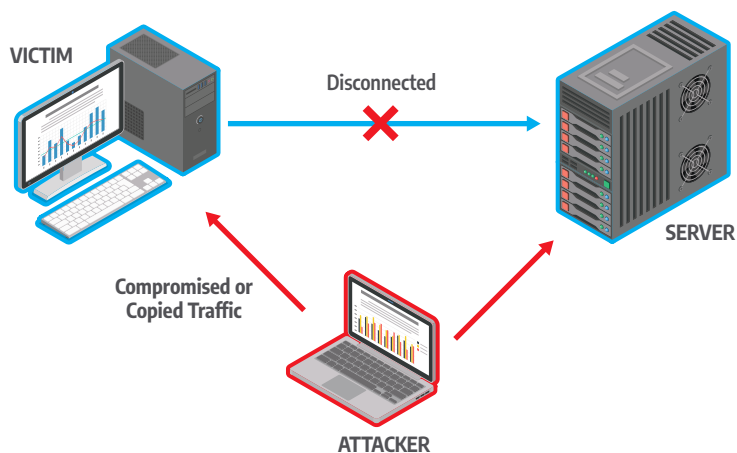 VICTIM
Disconnected
SERVER
Compromised or
Copied Traffic
ATTACKER